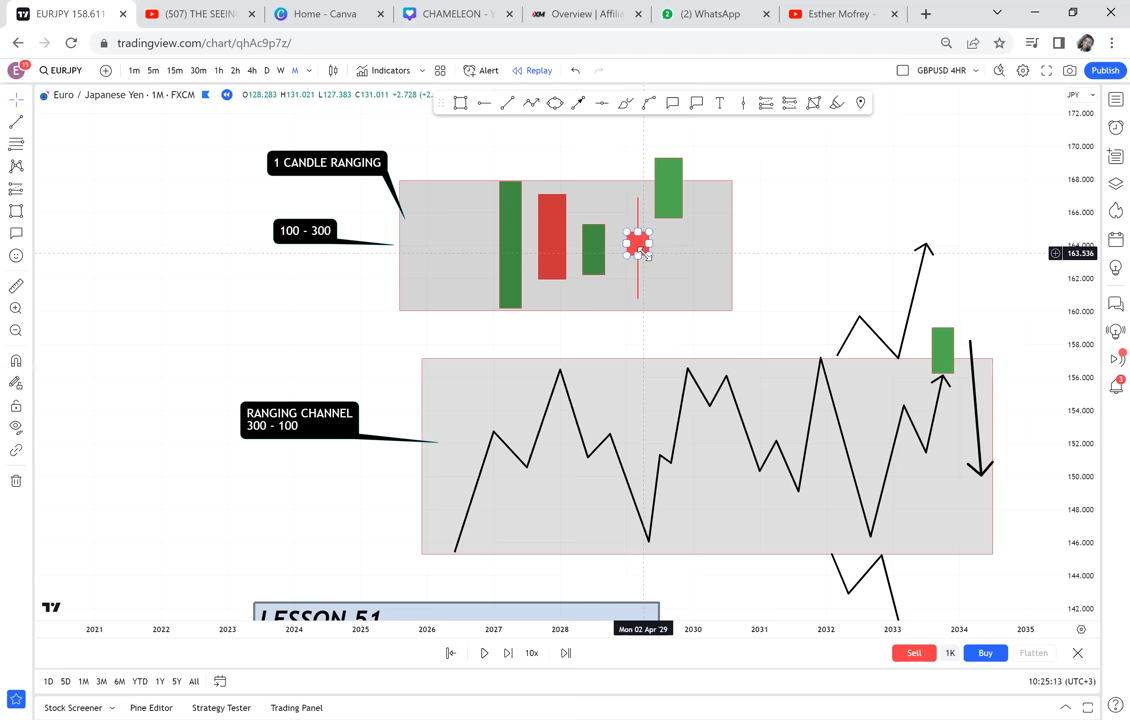 EURJPY 158.611
(507) THE SEEIN
Home - Canva
CHAMELEON - Y
Overview | Affilia
(2) WhatsApp
Esther Mofrey -
tradingview.com/chart/qhAc9p7z/
E
15
EURJPY
1m 5m 15m 30m 1h 2h 4h D W M
Indicators
Alert
Replay
GBPUSD 4HR
Publish
Euro / Japanese Yen · 1M · FXCM
O128.283 H131.021 L127.383 C131.011 +2.728 (+2.
JPY
172.000
170.000
168.000
166.000
164.000
163.536
162.000
160.000
158.000
156.000
154.000
152.000
150.000
148.000
146.000
144.000
142.000
1 CANDLE RANGING
100 - 300
RANGING CHANNEL
300 - 100
LESSON 51
2021 2022 2023 2024 2025 2026 2027 2028 Mon 02 Apr '29 2030 2031 2032 2033 2034 2035
10x
Sell 1K Buy Flatten
1D 5D 1M 3M 6M YTD 1Y 5Y All
10:25:13 (UTC+3)
Stock Screener Pine Editor Strategy Tester Trading Panel
3